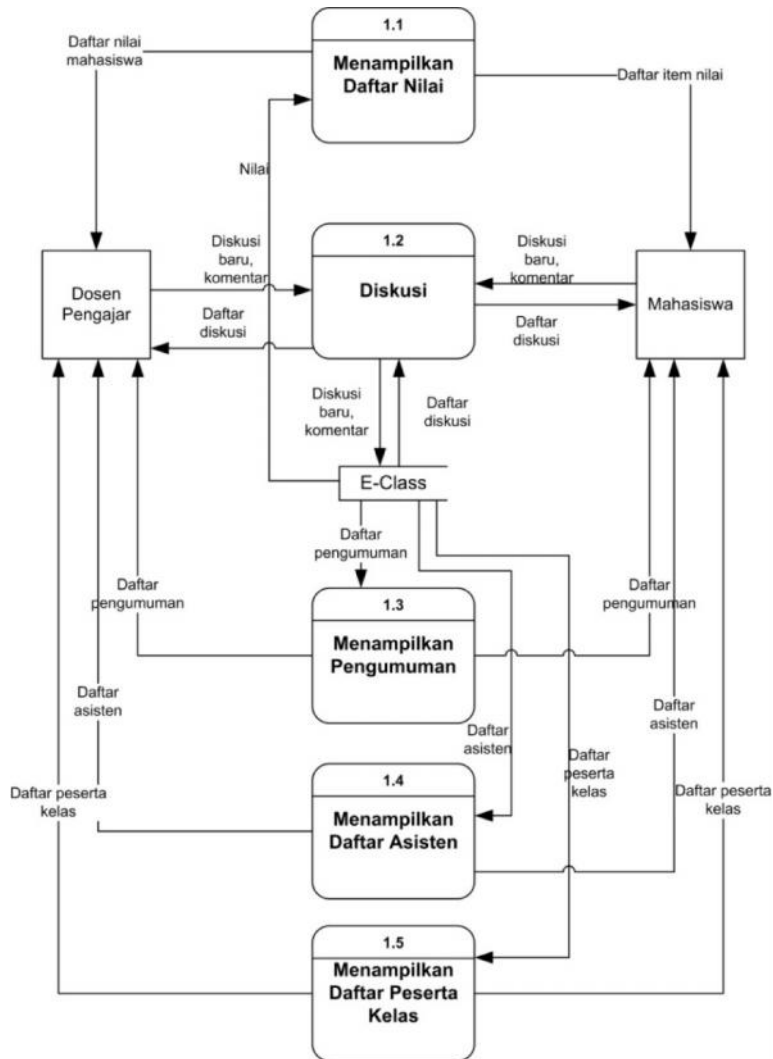 1.1
Menampilkan
Daftar Nilai
Daftar nilai
mahasiswa
Daftar item nilai
Nilai
1.2
Diskusi
Dosen
Pengajar
Diskusi
baru,
komentar
Daftar
diskusi
Diskusi
baru,
komentar
Daftar
diskusi
Mahasiswa
Diskusi
baru,
komentar
Daftar
diskusi
E-Class
Daftar
pengumuman
Daftar
pengumuman
1.3
Menampilkan
Pengumuman
Daftar
pengumuman
Daftar
asisten
Daftar
asisten
Daftar
peserta
kelas
Daftar
asisten
1.4
Menampilkan
Daftar Asisten
Daftar peserta
kelas
Daftar peserta
kelas
1.5
Menampilkan
Daftar Peserta
Kelas